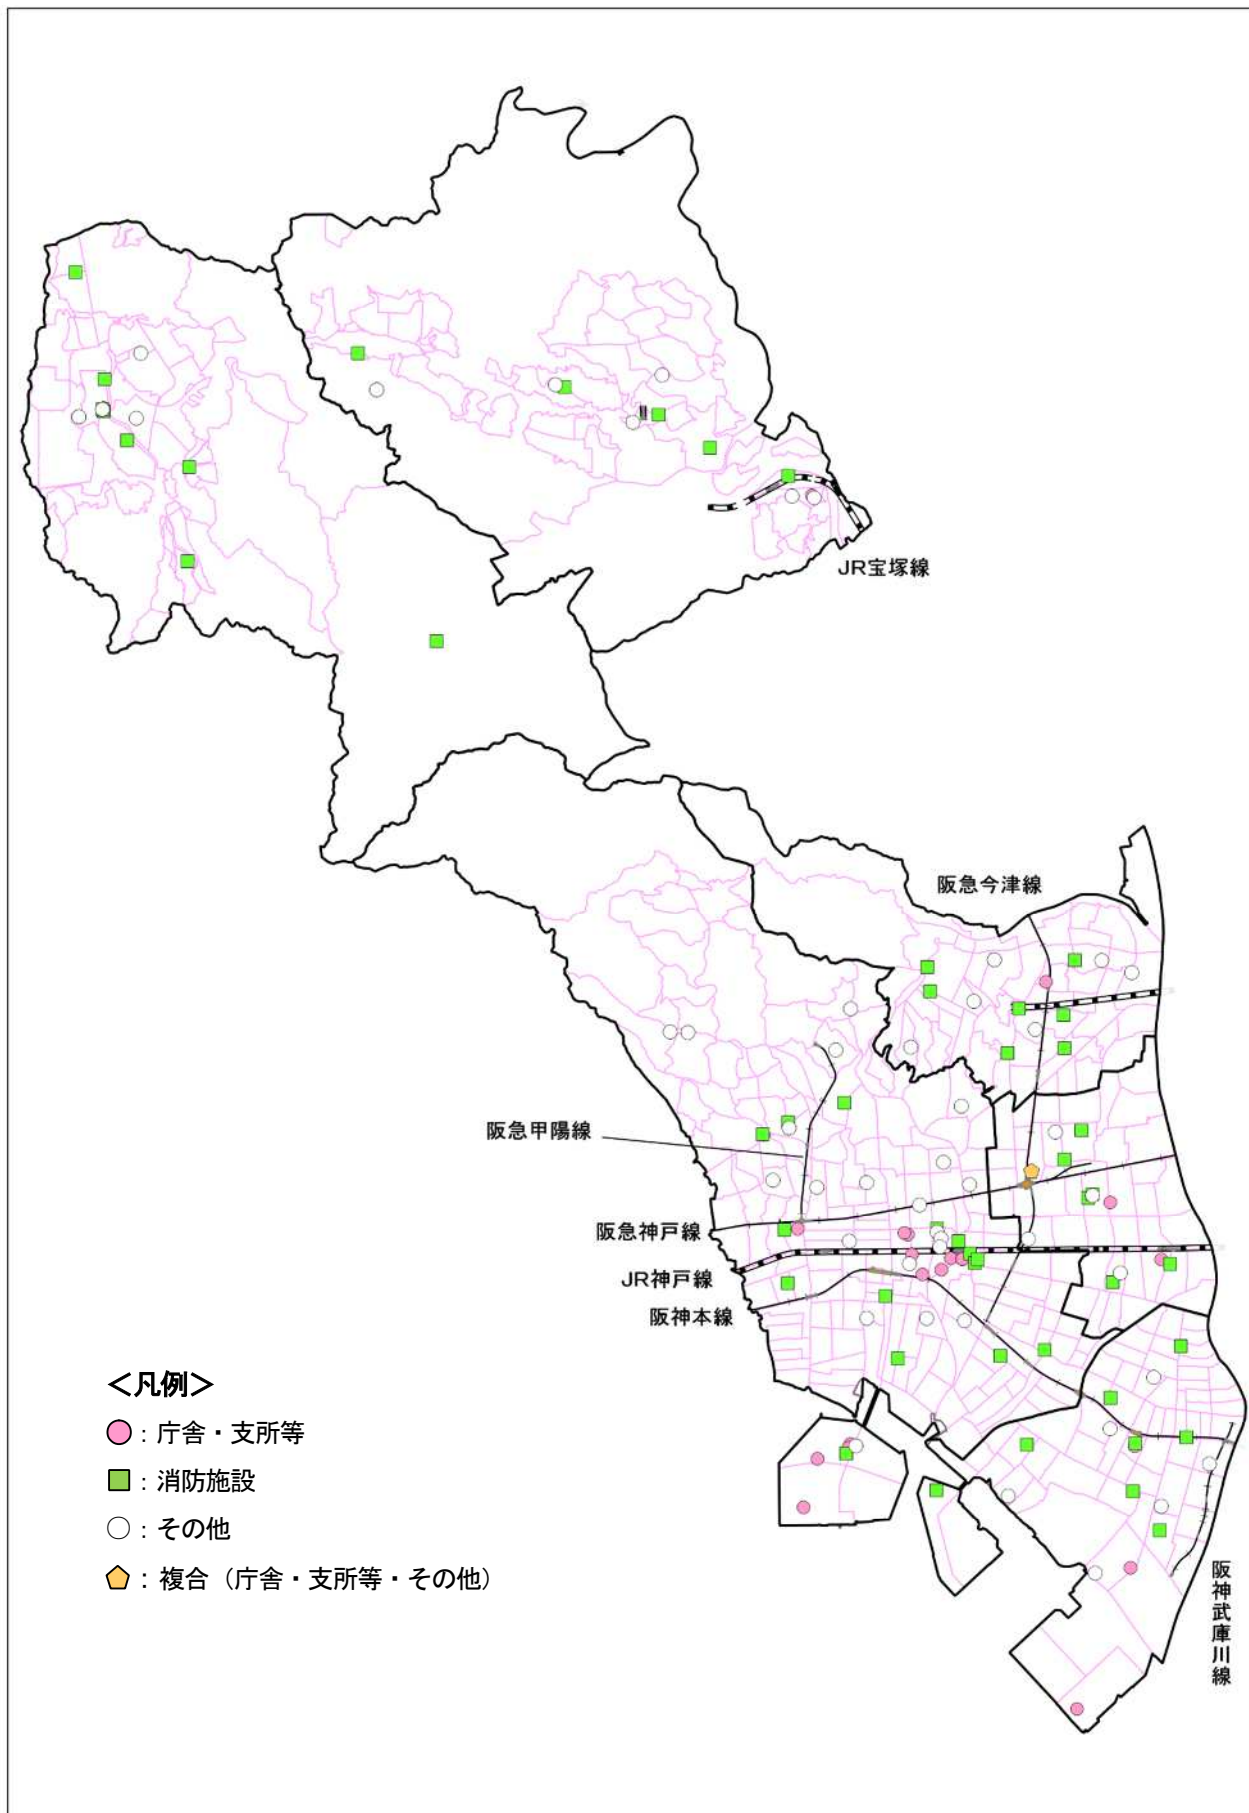 JR宝塚線
阪急今津線
阪急甲陽線
阪急神戸線
JR神戸線
阪神本線
<凡例>
：庁舎・支所等
：消防施設
：その他
：複合（庁舎・支所等・その他）
阪神武庫川線